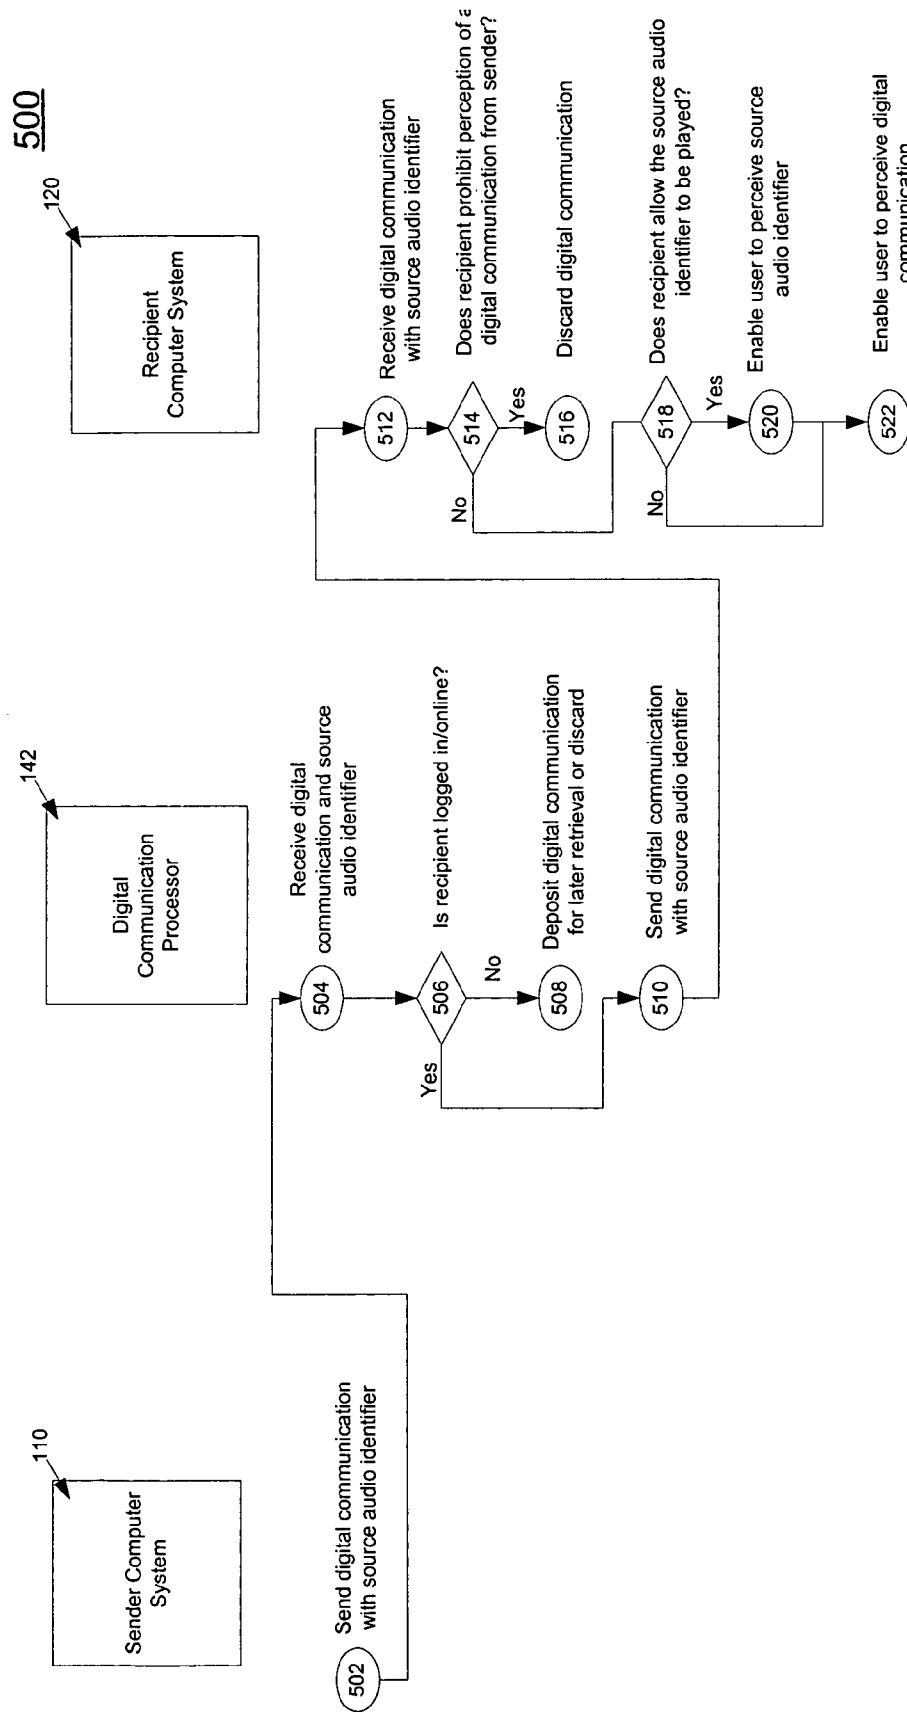 500
110
Sender Computer
System
142
Digital
Communication
Processor
120
Recipient
Computer System
502
Send digital communication
with source audio identifier
504
Receive digital
communication and source
audio identifier
506
Is recipient logged in/online?
Yes
No
508
Deposit digital communication
for later retrieval or discard
510
Send digital communication
with source audio identifier
512
Receive digital communication
with source audio identifier
514
Does recipient prohibit perception of a
digital communication from sender?
No
Yes
516
Discard digital communication
518
Does recipient allow the source audio
identifier to be played?
No
Yes
520
Enable user to perceive source
audio identifier
522
Enable user to perceive digital
communication